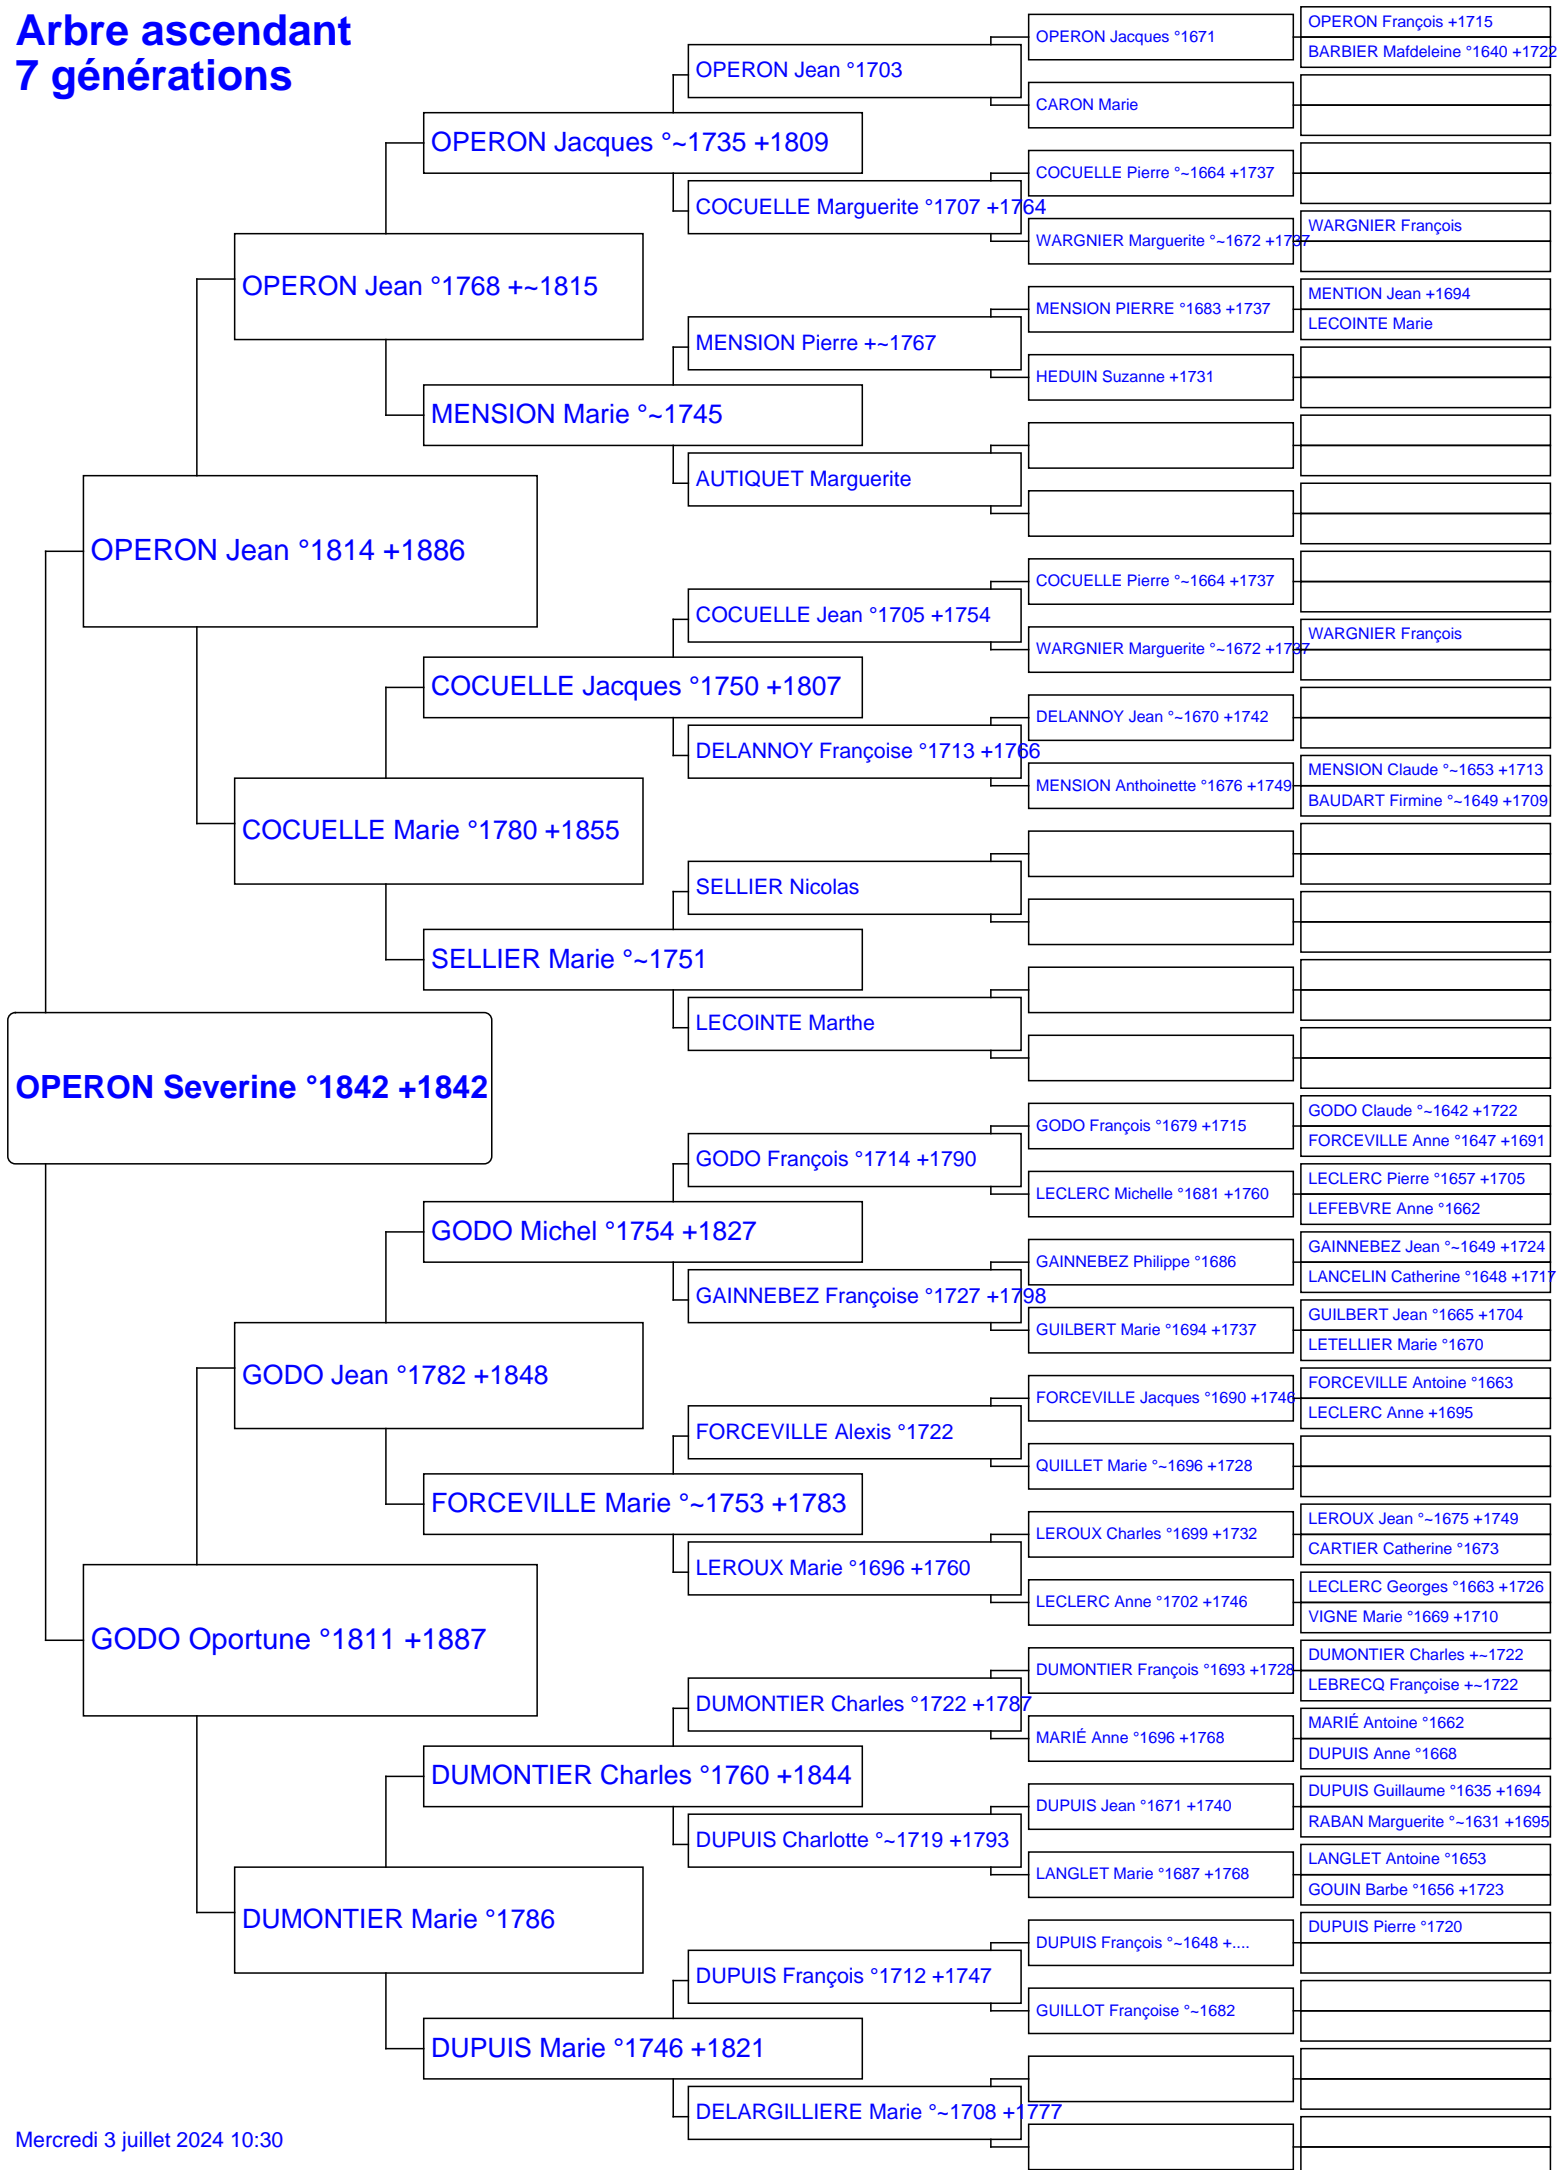 Arbre ascendant
7 générations
OPERON François +1715
OPERON Jacques °1671
BARBIER Mafdeleine °1640 +1722
OPERON Jean °1703
CARON Marie
OPERON Jacques °~1735 +1809
COCUELLE Pierre °~1664 +1737
COCUELLE Marguerite °1707 +1764
WARGNIER François
WARGNIER Marguerite °~1672 +1737
OPERON Jean °1768 +~1815
MENTION Jean +1694
MENSION PIERRE °1683 +1737
LECOINTE Marie
MENSION Pierre +~1767
HEDUIN Suzanne +1731
MENSION Marie °~1745
AUTIQUET Marguerite
OPERON Jean °1814 +1886
COCUELLE Pierre °~1664 +1737
COCUELLE Jean °1705 +1754
WARGNIER François
WARGNIER Marguerite °~1672 +1737
COCUELLE Jacques °1750 +1807
DELANNOY Jean °~1670 +1742
DELANNOY Françoise °1713 +1766
MENSION Claude °~1653 +1713
MENSION Anthoinette °1676 +1749
BAUDART Firmine °~1649 +1709
COCUELLE Marie °1780 +1855
SELLIER Nicolas
SELLIER Marie °~1751
LECOINTE Marthe
OPERON Severine °1842 +1842
GODO Claude °~1642 +1722
GODO François °1679 +1715
FORCEVILLE Anne °1647 +1691
GODO François °1714 +1790
LECLERC Pierre °1657 +1705
LECLERC Michelle °1681 +1760
LEFEBVRE Anne °1662
GODO Michel °1754 +1827
GAINNEBEZ Jean °~1649 +1724
GAINNEBEZ Philippe °1686
LANCELIN Catherine °1648 +1717
GAINNEBEZ Françoise °1727 +1798
GUILBERT Jean °1665 +1704
GUILBERT Marie °1694 +1737
LETELLIER Marie °1670
GODO Jean °1782 +1848
FORCEVILLE Antoine °1663
FORCEVILLE Jacques °1690 +1746
LECLERC Anne +1695
FORCEVILLE Alexis °1722
QUILLET Marie °~1696 +1728
FORCEVILLE Marie °~1753 +1783
LEROUX Jean °~1675 +1749
LEROUX Charles °1699 +1732
CARTIER Catherine °1673
LEROUX Marie °1696 +1760
LECLERC Georges °1663 +1726
LECLERC Anne °1702 +1746
VIGNE Marie °1669 +1710
GODO Oportune °1811 +1887
DUMONTIER Charles +~1722
DUMONTIER François °1693 +1728
LEBRECQ Françoise +~1722
DUMONTIER Charles °1722 +1787
MARIÉ Antoine °1662
MARIÉ Anne °1696 +1768
DUPUIS Anne °1668
DUMONTIER Charles °1760 +1844
DUPUIS Guillaume °1635 +1694
DUPUIS Jean °1671 +1740
RABAN Marguerite °~1631 +1695
DUPUIS Charlotte °~1719 +1793
LANGLET Antoine °1653
LANGLET Marie °1687 +1768
GOUIN Barbe °1656 +1723
DUMONTIER Marie °1786
DUPUIS Pierre °1720
DUPUIS François °~1648 +....
DUPUIS François °1712 +1747
GUILLOT Françoise °~1682
DUPUIS Marie °1746 +1821
DELARGILLIERE Marie °~1708 +1777
Mercredi 3 juillet 2024 10:30